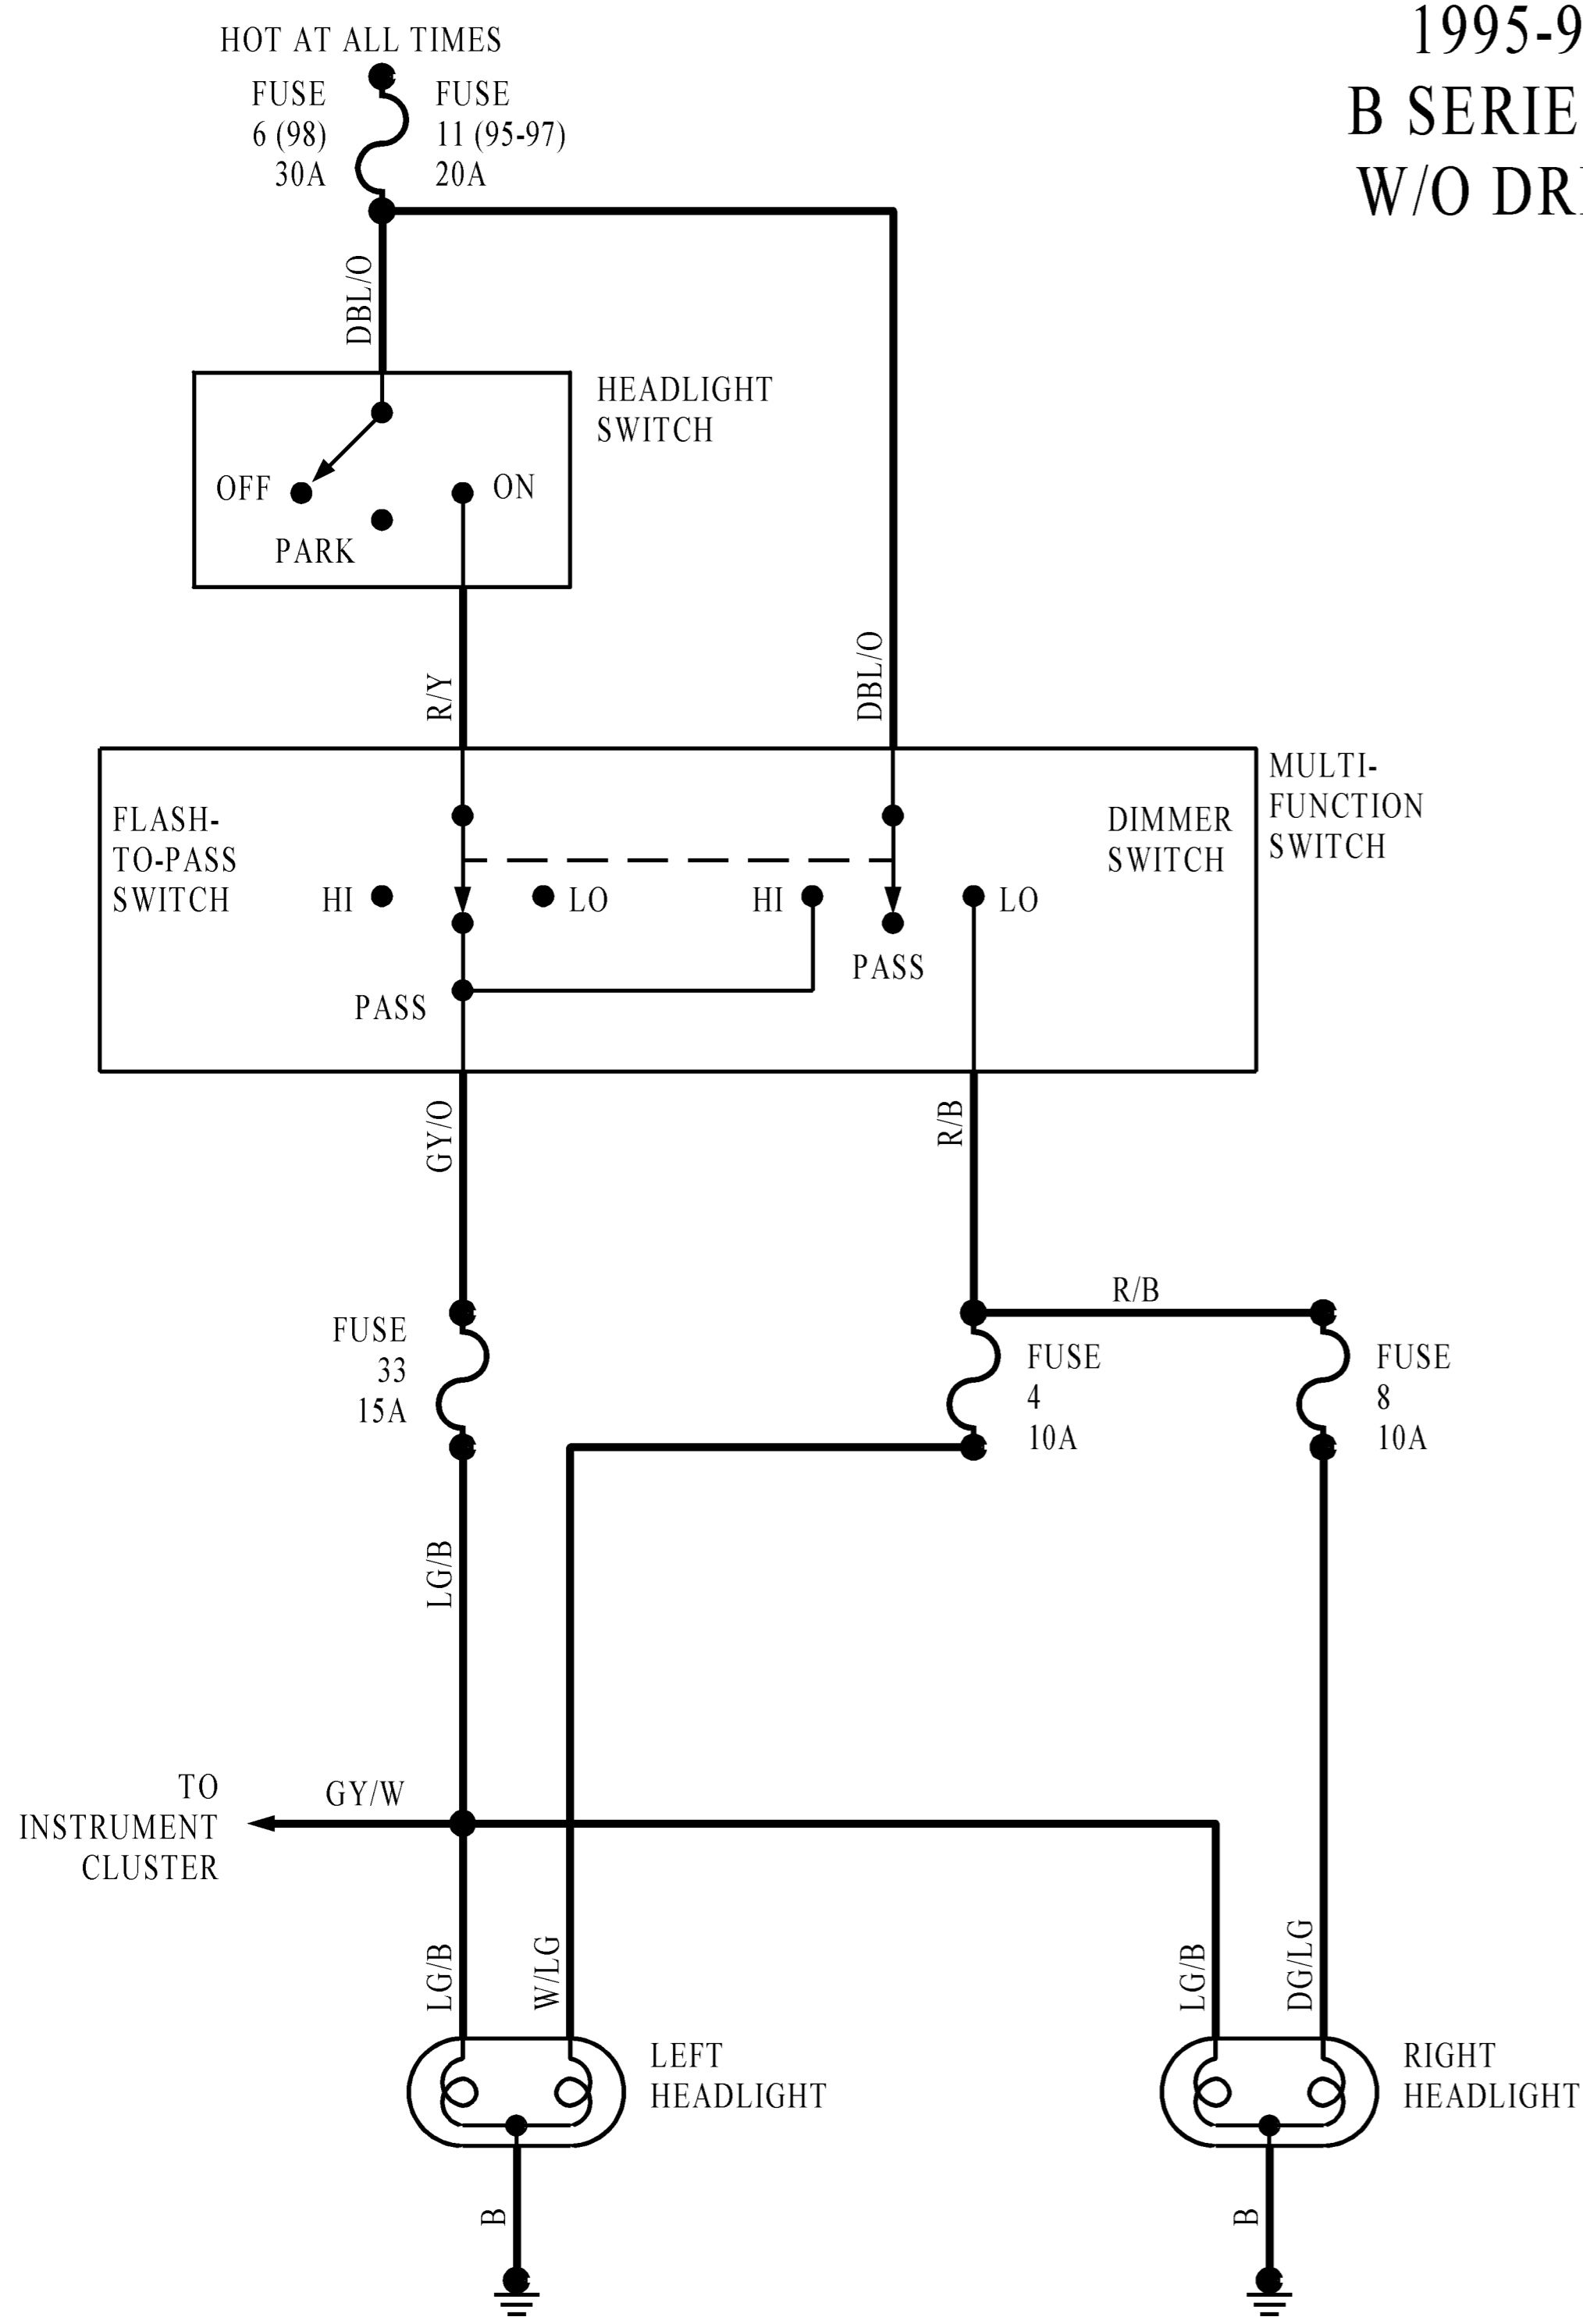 1995-9
B SERIE
W/O DR
HOT AT ALL TIMES
FUSE
6 (98)
30A
FUSE
11 (95-97)
20A
DBL/O
HEADLIGHT
SWITCH
OFF
ON
PARK
R/Y
DBL/O
MULTI-
FUNCTION
SWITCH
FLASH-
TO-PASS
SWITCH
DIMMER
SWITCH
HI
LO
HI
LO
PASS
PASS
GY/O
R/B
R/B
FUSE
33
15A
FUSE
4
10A
FUSE
8
10A
LG/B
TO
INSTRUMENT
CLUSTER
GY/W
LG/B
W/LG
LG/B
DG/LG
LEFT
HEADLIGHT
RIGHT
HEADLIGHT
B
B